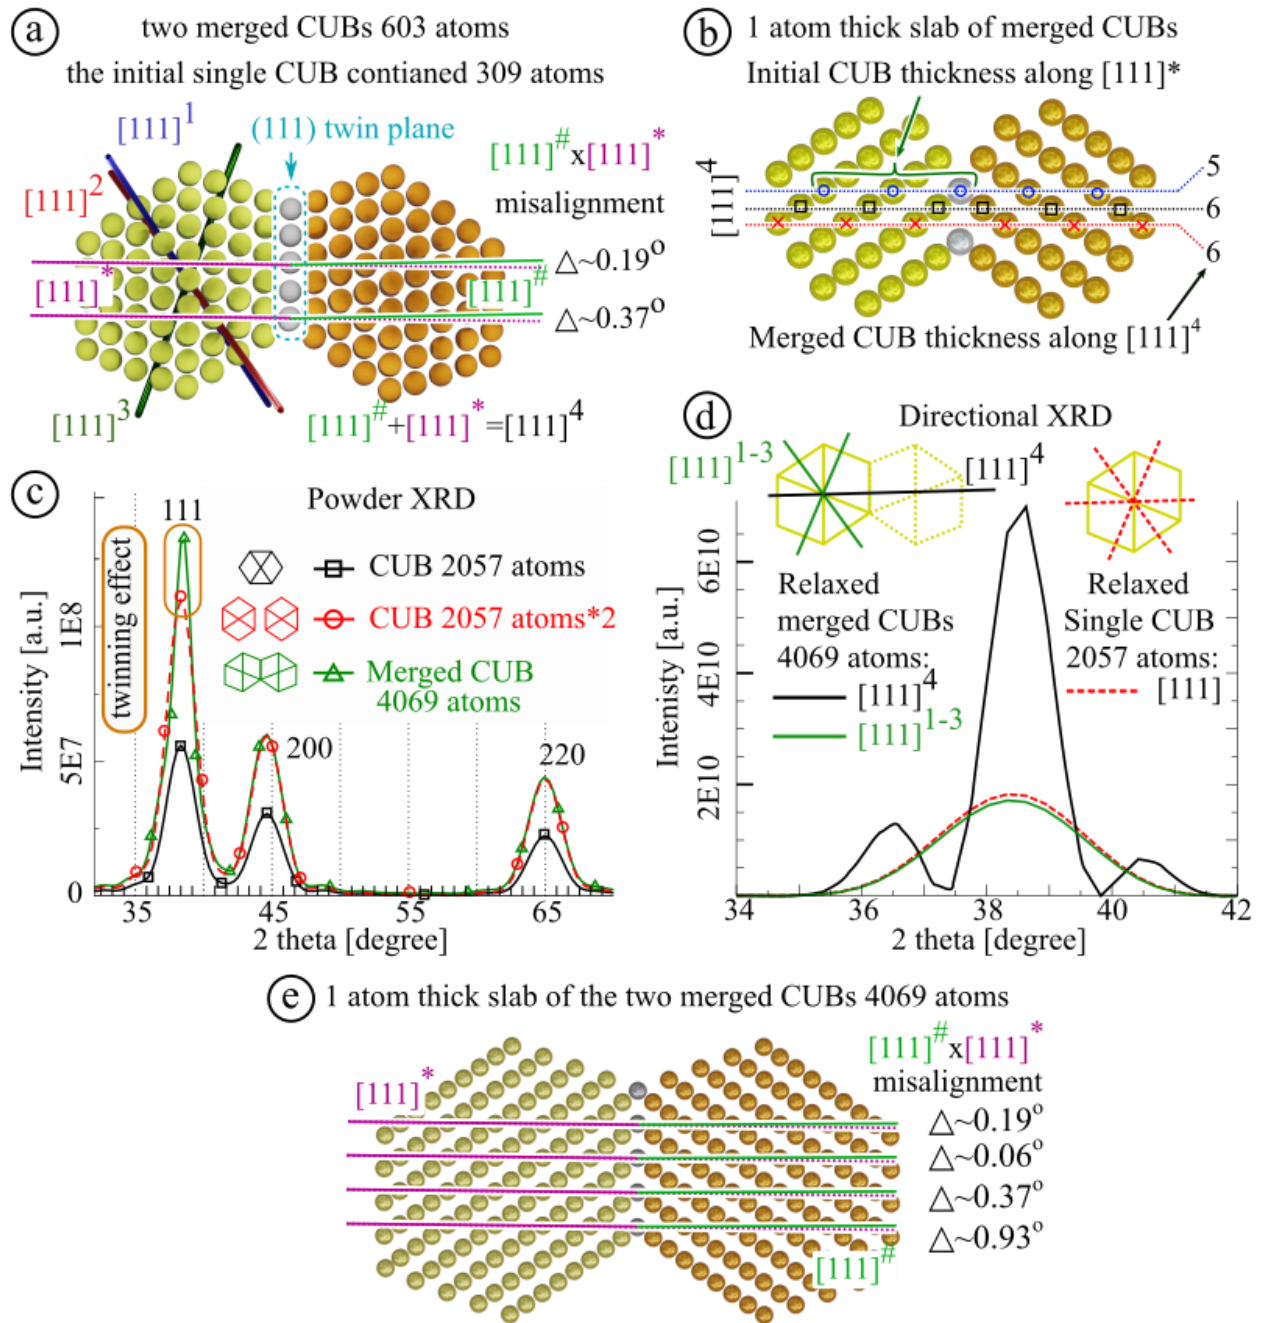 a
two merged CUBs 603 atoms
the initial single CUB contianed 309 atoms
[111]1
(111) twin plane
[111]#x[111]*
[111]2
misalignment
△~0.19o
[111]*
[111]#
△~0.37o
[111]3
[111]#+[111]*=[111]4
b
1 atom thick slab of merged CUBs
Initial CUB thickness along [111]*
[111]4
5
6
6
Merged CUB thickness along [111]4
c
Powder XRD
111
twinning effect
CUB 2057 atoms
CUB 2057 atoms*2
Merged CUB
4069 atoms
200
220
Intensity [a.u.]
1E8
5E7
0
35
45
55
65
2 theta [degree]
d
Directional XRD
[111]1-3
[111]4
Relaxed
merged CUBs
4069 atoms:
[111]4
[111]1-3
Relaxed
Single CUB
2057 atoms:
[111]
Intenisty [a.u.]
6E10
4E10
2E10
34
36
38
40
42
2 theta [degree]
e
1 atom thick slab of the two merged CUBs 4069 atoms
[111]*
[111]#x[111]*
misalignment
△~0.19o
△~0.06o
△~0.37o
△~0.93o
[111]#